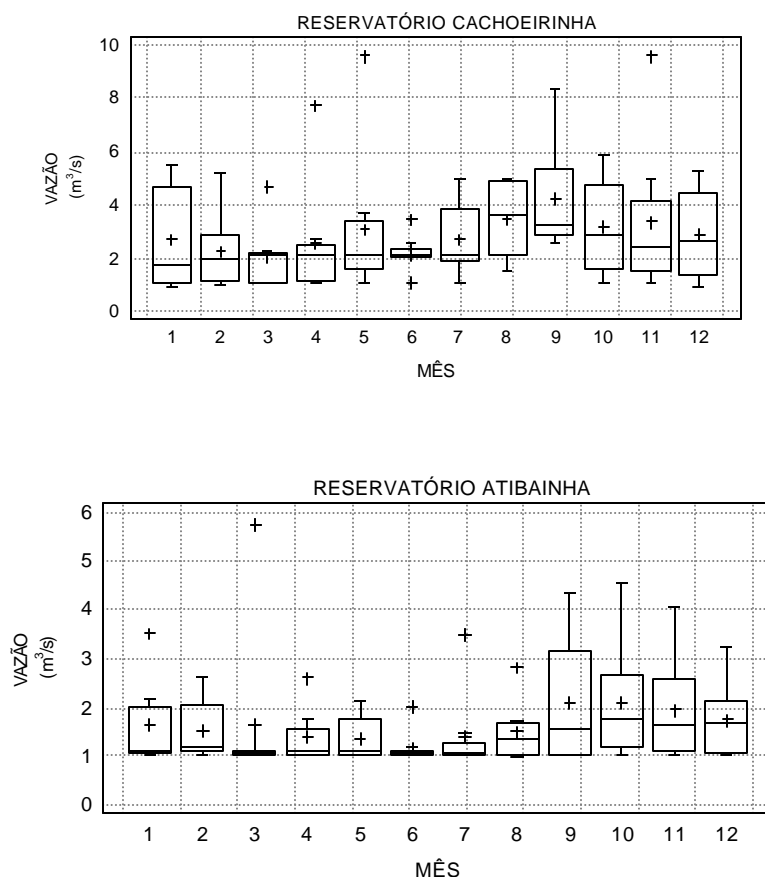 RESERVATÓRIO CACHOEIRINHA
10
8
6
4
2
0
VAZÃO
(m³/s)
1 2 3 4 5 6 7 8 9 10 11 12
MÊS
RESERVATÓRIO ATIBAINHA
6
5
4
3
2
1
0
VAZÃO
(m³/s)
1 2 3 4 5 6 7 8 9 10 11 12
MÊS